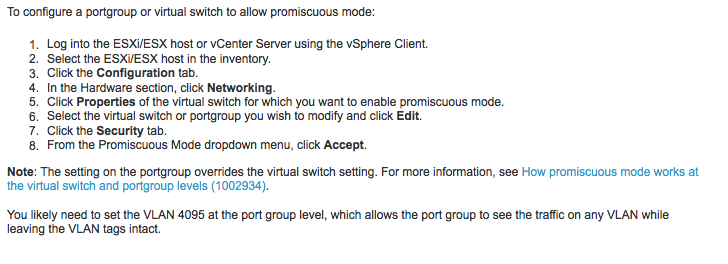 To configure a portgroup or virtual switch to allow promiscuous mode:
1. Log into the ESXi/ESX host or vCenter Server using the vSphere Client.
2. Select the ESXi/ESX host in the inventory.
3. Click the Configuration tab.
4. In the Hardware section, click Networking.
5. Click Properties of the virtual switch for which you want to enable promiscuous mode.
6. Select the virtual switch or portgroup you wish to modify and click Edit.
7. Click the Security tab.
8. From the Promiscuous Mode dropdown menu, click Accept.
Note: The setting on the portgroup overrides the virtual switch setting. For more information, see How promiscuous mode works at
the virtual switch and portgroup levels (1002934).
You likely need to set the VLAN 4095 at the port group level, which allows the port group to see the traffic on any VLAN while
leaving the VLAN tags intact.